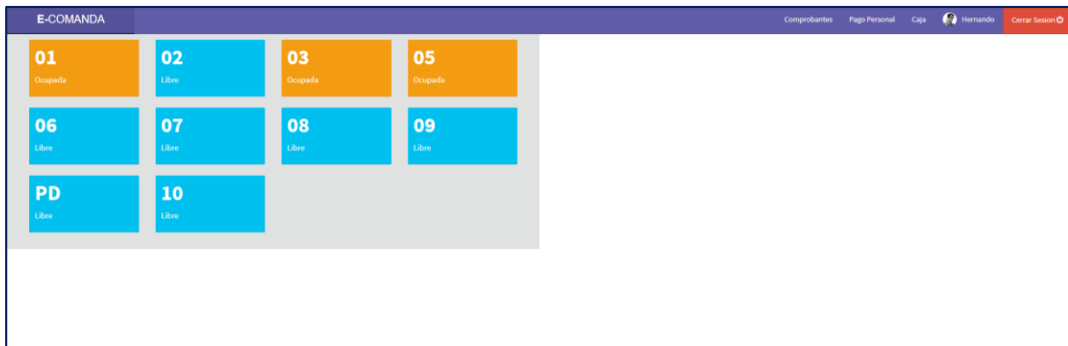 E-COMANDA
Comprobantes Pago Personal Caja Hernando Cerrar Sesion
01 02 03 05
Ocupada Libre Ocupada Ocupada
06 07 08 09
Libre Libre Libre Libre
PD 10
Libre Libre